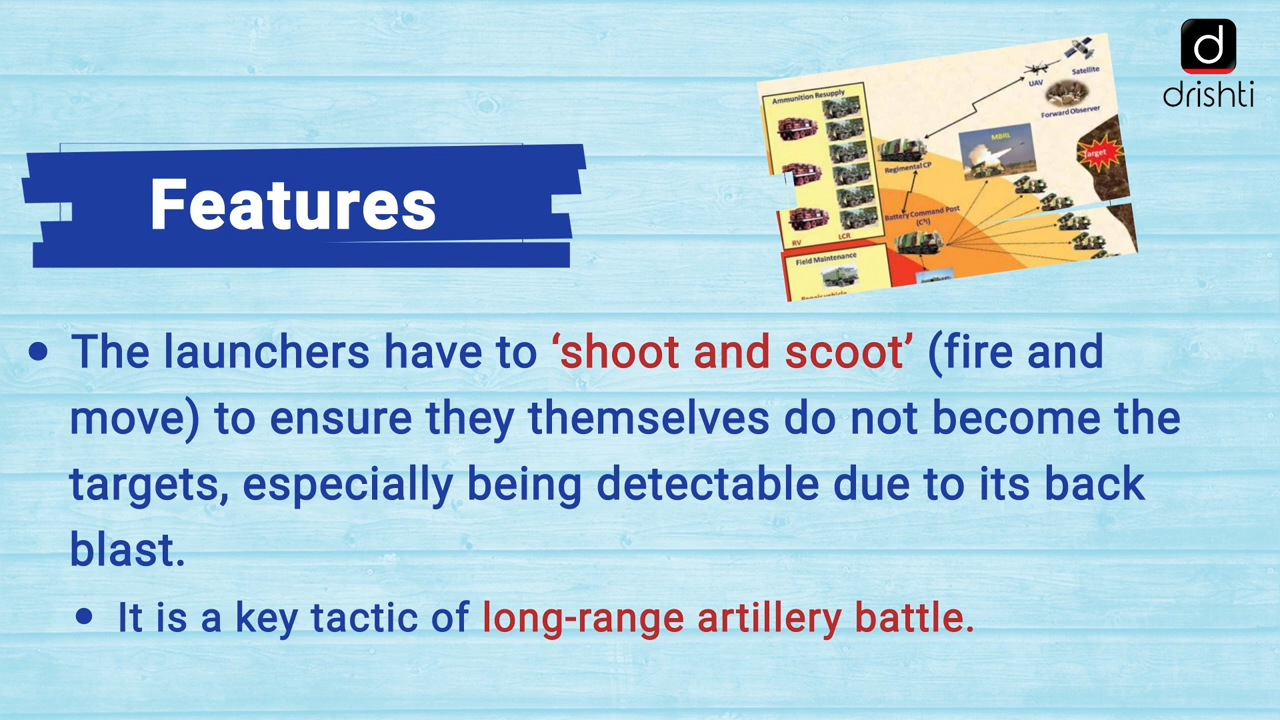 d
drishti
Features
Ammunition Resupply
RV
LCR
Field Maintenance
Regimental CP
Battery Command Post
MBRL
UAV
Satellite
Forward Observer
Target
• The launchers have to ‘shoot and scoot’ (fire and
move) to ensure they themselves do not become the
targets, especially being detectable due to its back
blast.
• It is a key tactic of long-range artillery battle.